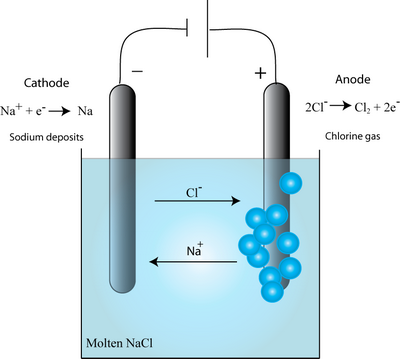 Cathode
Na⁺ + e⁻ → Na
Sodium deposits
−
+
Anode
2Cl⁻ → Cl₂ + 2e⁻
Chlorine gas
Cl⁻
Na⁺
Molten NaCl